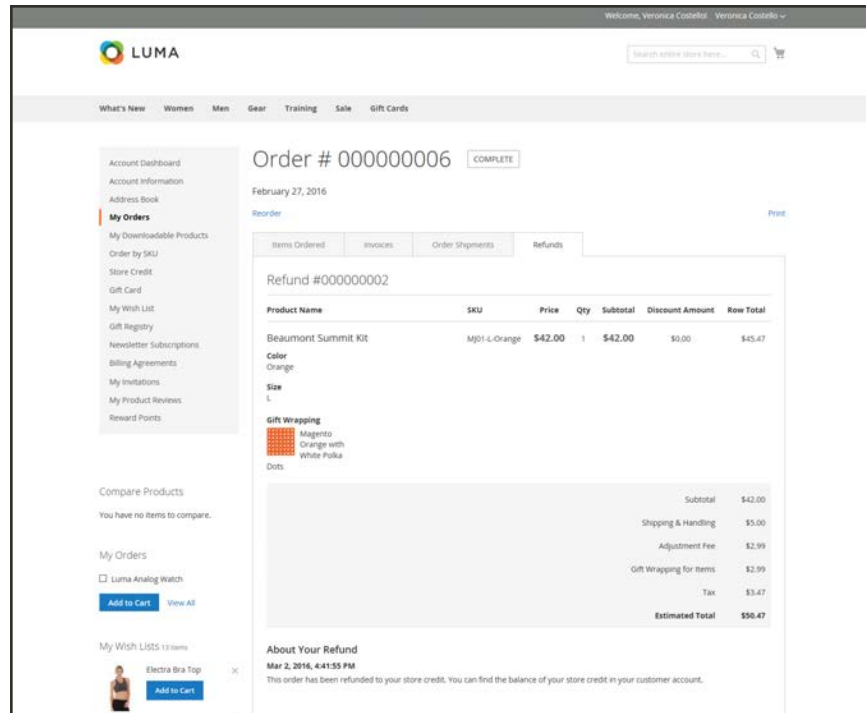 Welcome, Veronica Costello! Veronica Costello
LUMA
Search entire store here...
What's New Women Men Gear Training Sale Gift Cards
Account Dashboard
Account Information
Address Book
My Orders
My Downloadable Products
Order by SKU
Store Credit
Gift Card
My Wish List
Gift Registry
Newsletter Subscriptions
Billing Agreements
My Invitations
My Product Reviews
Reward Points
Compare Products
You have no items to compare.
My Orders
Luma Analog Watch
Add to Cart View All
My Wish Lists 13 items
Electra Bra Top
Add to Cart
Order # 000000006 COMPLETE
February 27, 2016
Reorder Print
Items Ordered Invoices Order Shipments Refunds
Refund #000000002
Product Name SKU Price Qty Subtotal Discount Amount Row Total
Beaumont Summit Kit MJ01-L-Orange $42.00 1 $42.00 $0.00 $45.47
Color
Orange
Size
L
Gift Wrapping
Magento
Orange with
White Polka
Dots
Subtotal $42.00
Shipping & Handling $5.00
Adjustment Fee $2.99
Gift Wrapping for Items $2.99
Tax $3.47
Estimated Total $50.47
About Your Refund
Mar 2, 2016, 4:41:55 PM
This order has been refunded to your store credit. You can find the balance of your store credit in your customer account.